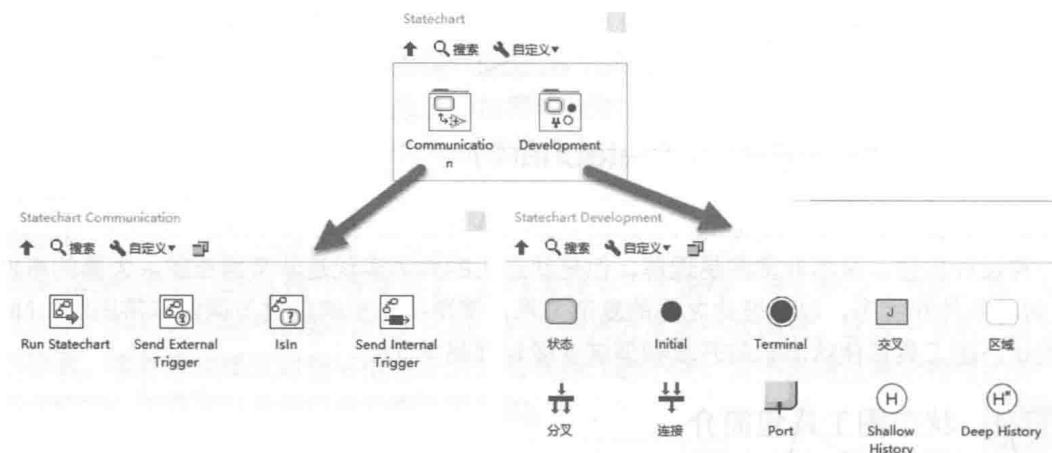 Statechart
搜索 自定义▼
Communicatio
n
Development
Statechart Communication
搜索 自定义▼
Run Statechart
Send External
Trigger
IsIn
Send Internal
Trigger
Statechart Development
搜索 自定义▼
状态
Initial
Terminal
J
交叉
区域
分叉
连接
Port
H
Shallow
History
H*
Deep History